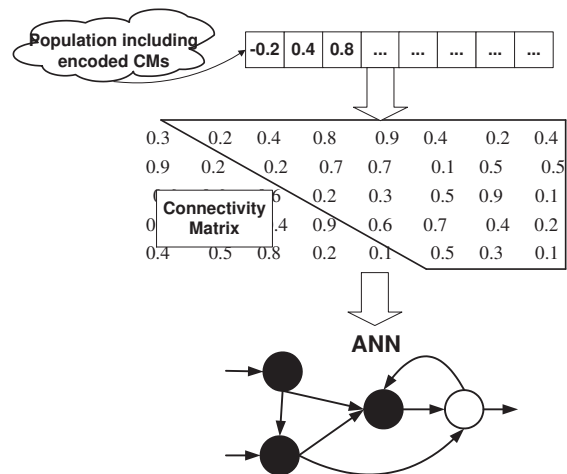 Population including
encoded CMs
-0.2 0.4 0.8 ... ... ... ... ...
0.3 0.2 0.4 0.8 0.9 0.4 0.2 0.4
0.9 0.2 0.2 0.7 0.7 0.1 0.5 0.5
0.2 0.3 0.5 0.9 0.1
Connectivity
Matrix
.4 0.9 0.6 0.7 0.4 0.2
0.4 0.5 0.8 0.2 0.1 0.5 0.3 0.1
ANN